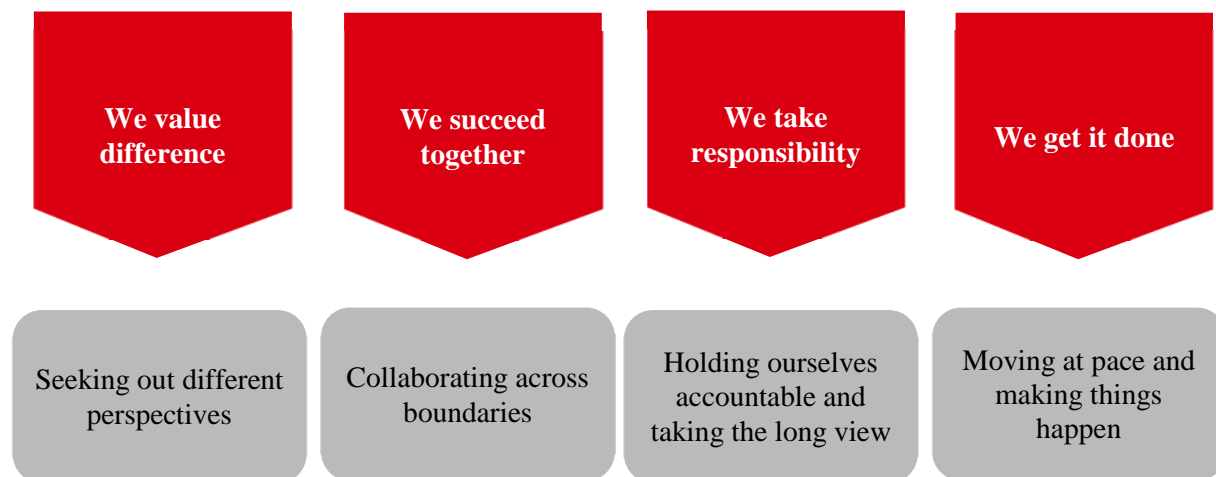 We value
difference
We succeed
together
We take
responsibility
We get it done
Seeking out different
perspectives
Collaborating across
boundaries
Holding ourselves
accountable and
taking the long view
Moving at pace and
making things
happen